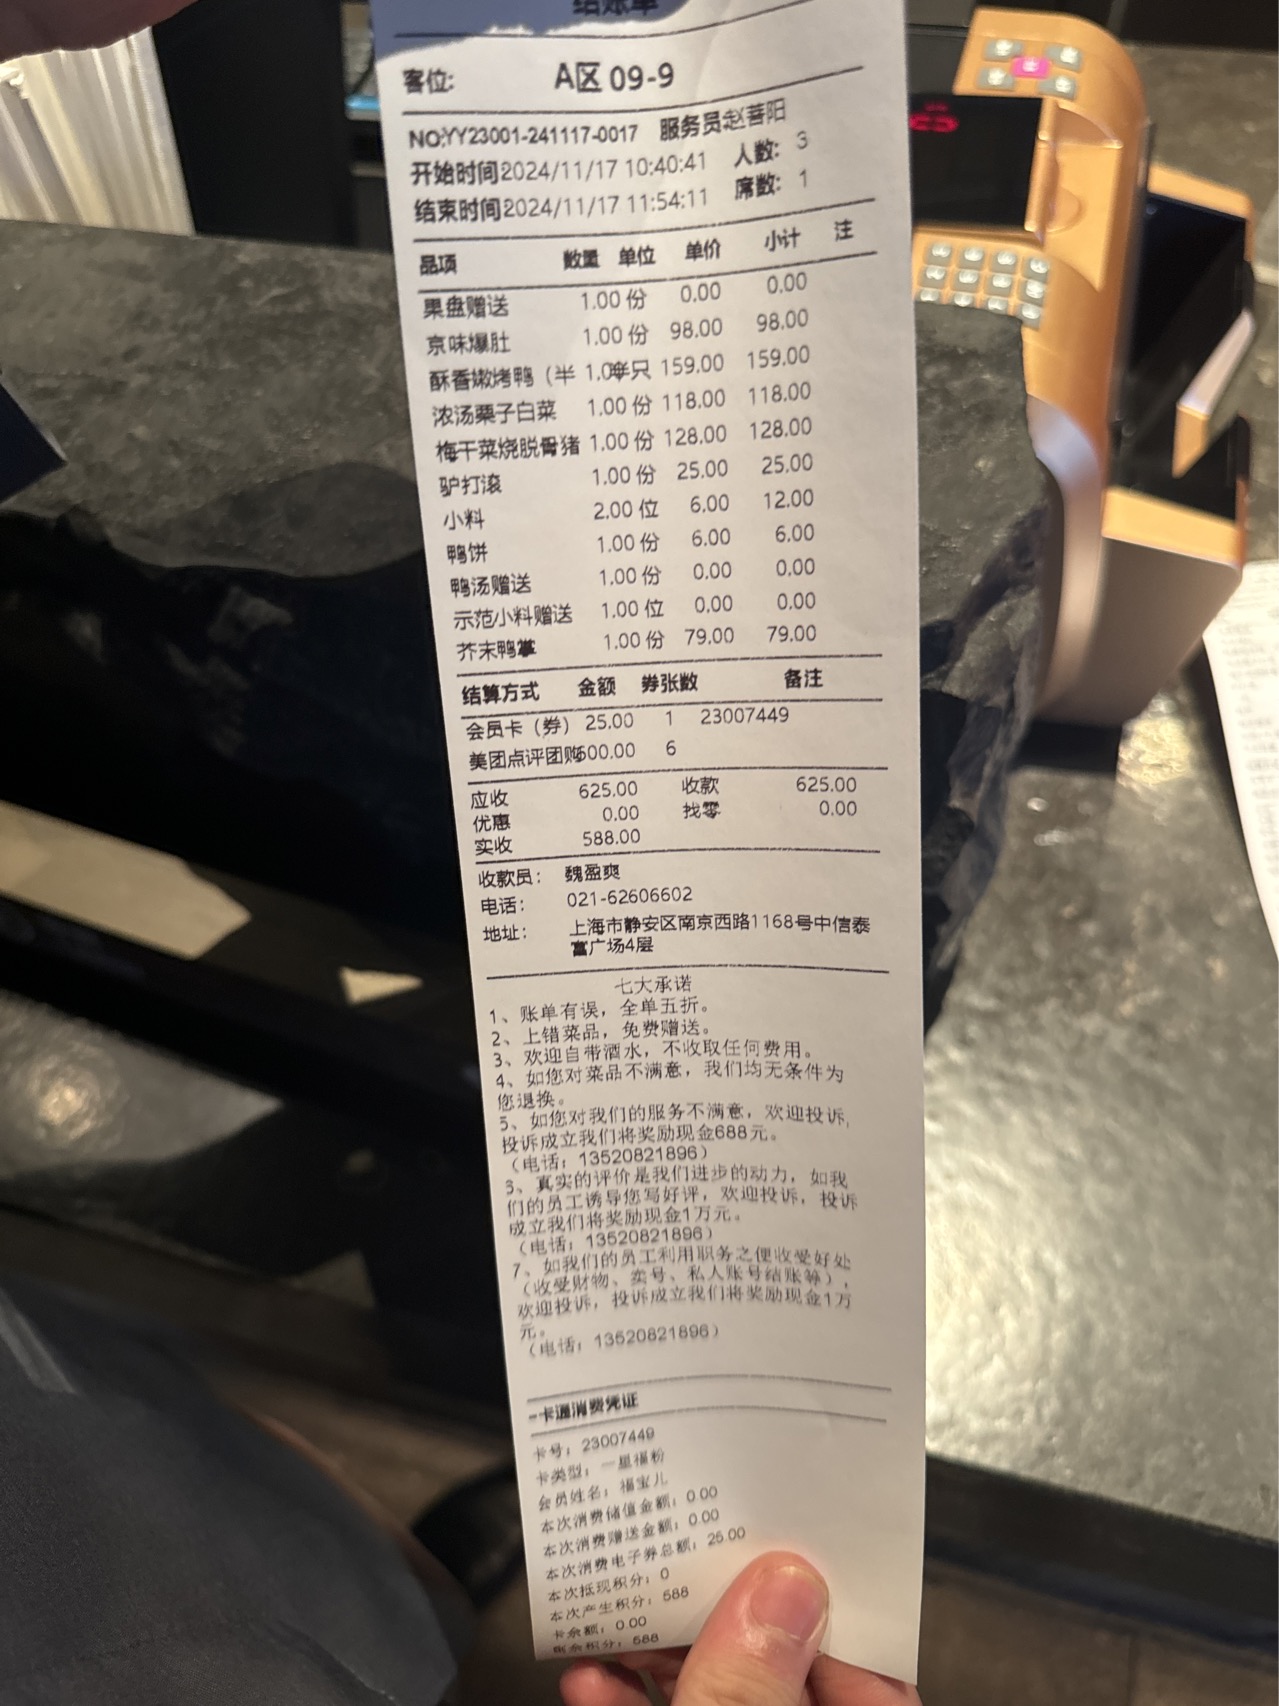 结账单
客位: A区 09-9
NO:YY23001-241117-0017 服务员:赵菩阳
开始时间2024/11/17 10:40:41 人数: 3
结束时间2024/11/17 11:54:11 席数: 1
品项 数量 单位 单价 小计 注
果盘赠送 1.00 份 0.00 0.00
京味爆肚 1.00 份 98.00 98.00
酥香嫩烤鸭（半 1.0半只 159.00 159.00
浓汤栗子白菜 1.00 份 118.00 118.00
梅干菜烧脱骨猪 1.00 份 128.00 128.00
驴打滚 1.00 份 25.00 25.00
小料 2.00 位 6.00 12.00
鸭饼 1.00 份 6.00 6.00
鸭汤赠送 1.00 份 0.00 0.00
示范小料赠送 1.00 位 0.00 0.00
芥末鸭掌 1.00 份 79.00 79.00
结算方式 金额 券张数 备注
会员卡（券） 25.00 1 23007449
美团点评团购600.00 6
应收 625.00 收款 625.00
优惠 0.00 找零 0.00
实收 588.00
收款员: 魏盈爽
电话: 021-62606602
地址: 上海市静安区南京西路1168号中信泰
富广场4层
七大承诺
1、账单有误，全单五折。
2、上错菜品，免费赠送。
3、欢迎自带酒水，不收取任何费用。
4、如您对菜品不满意，我们均无条件为
您退换。
5、如您对我们的服务不满意，欢迎投诉,
投诉成立我们将奖励现金688元。
（电话：13520821896）
3、真实的评价是我们进步的动力，如我
们的员工诱导您写好评，欢迎投诉，投诉
成立我们将奖励现金1万元。
（电话：13520821896）
7、如我们的员工利用职务之便收受好处
（收受财物、卖号、私人账号结账等），
欢迎投诉，投诉成立我们将奖励现金1万
元。
（电话：13520821896）
一卡通消费凭证
卡号：23007449
卡类型：一星福粉
会员姓名：福宝儿
本次消费储值金额：0.00
本次消费赠送金额：0.00
本次消费电子券总额：25.00
本次抵现积分：0
本次产生积分：588
卡余额：0.00
剩余积分：588